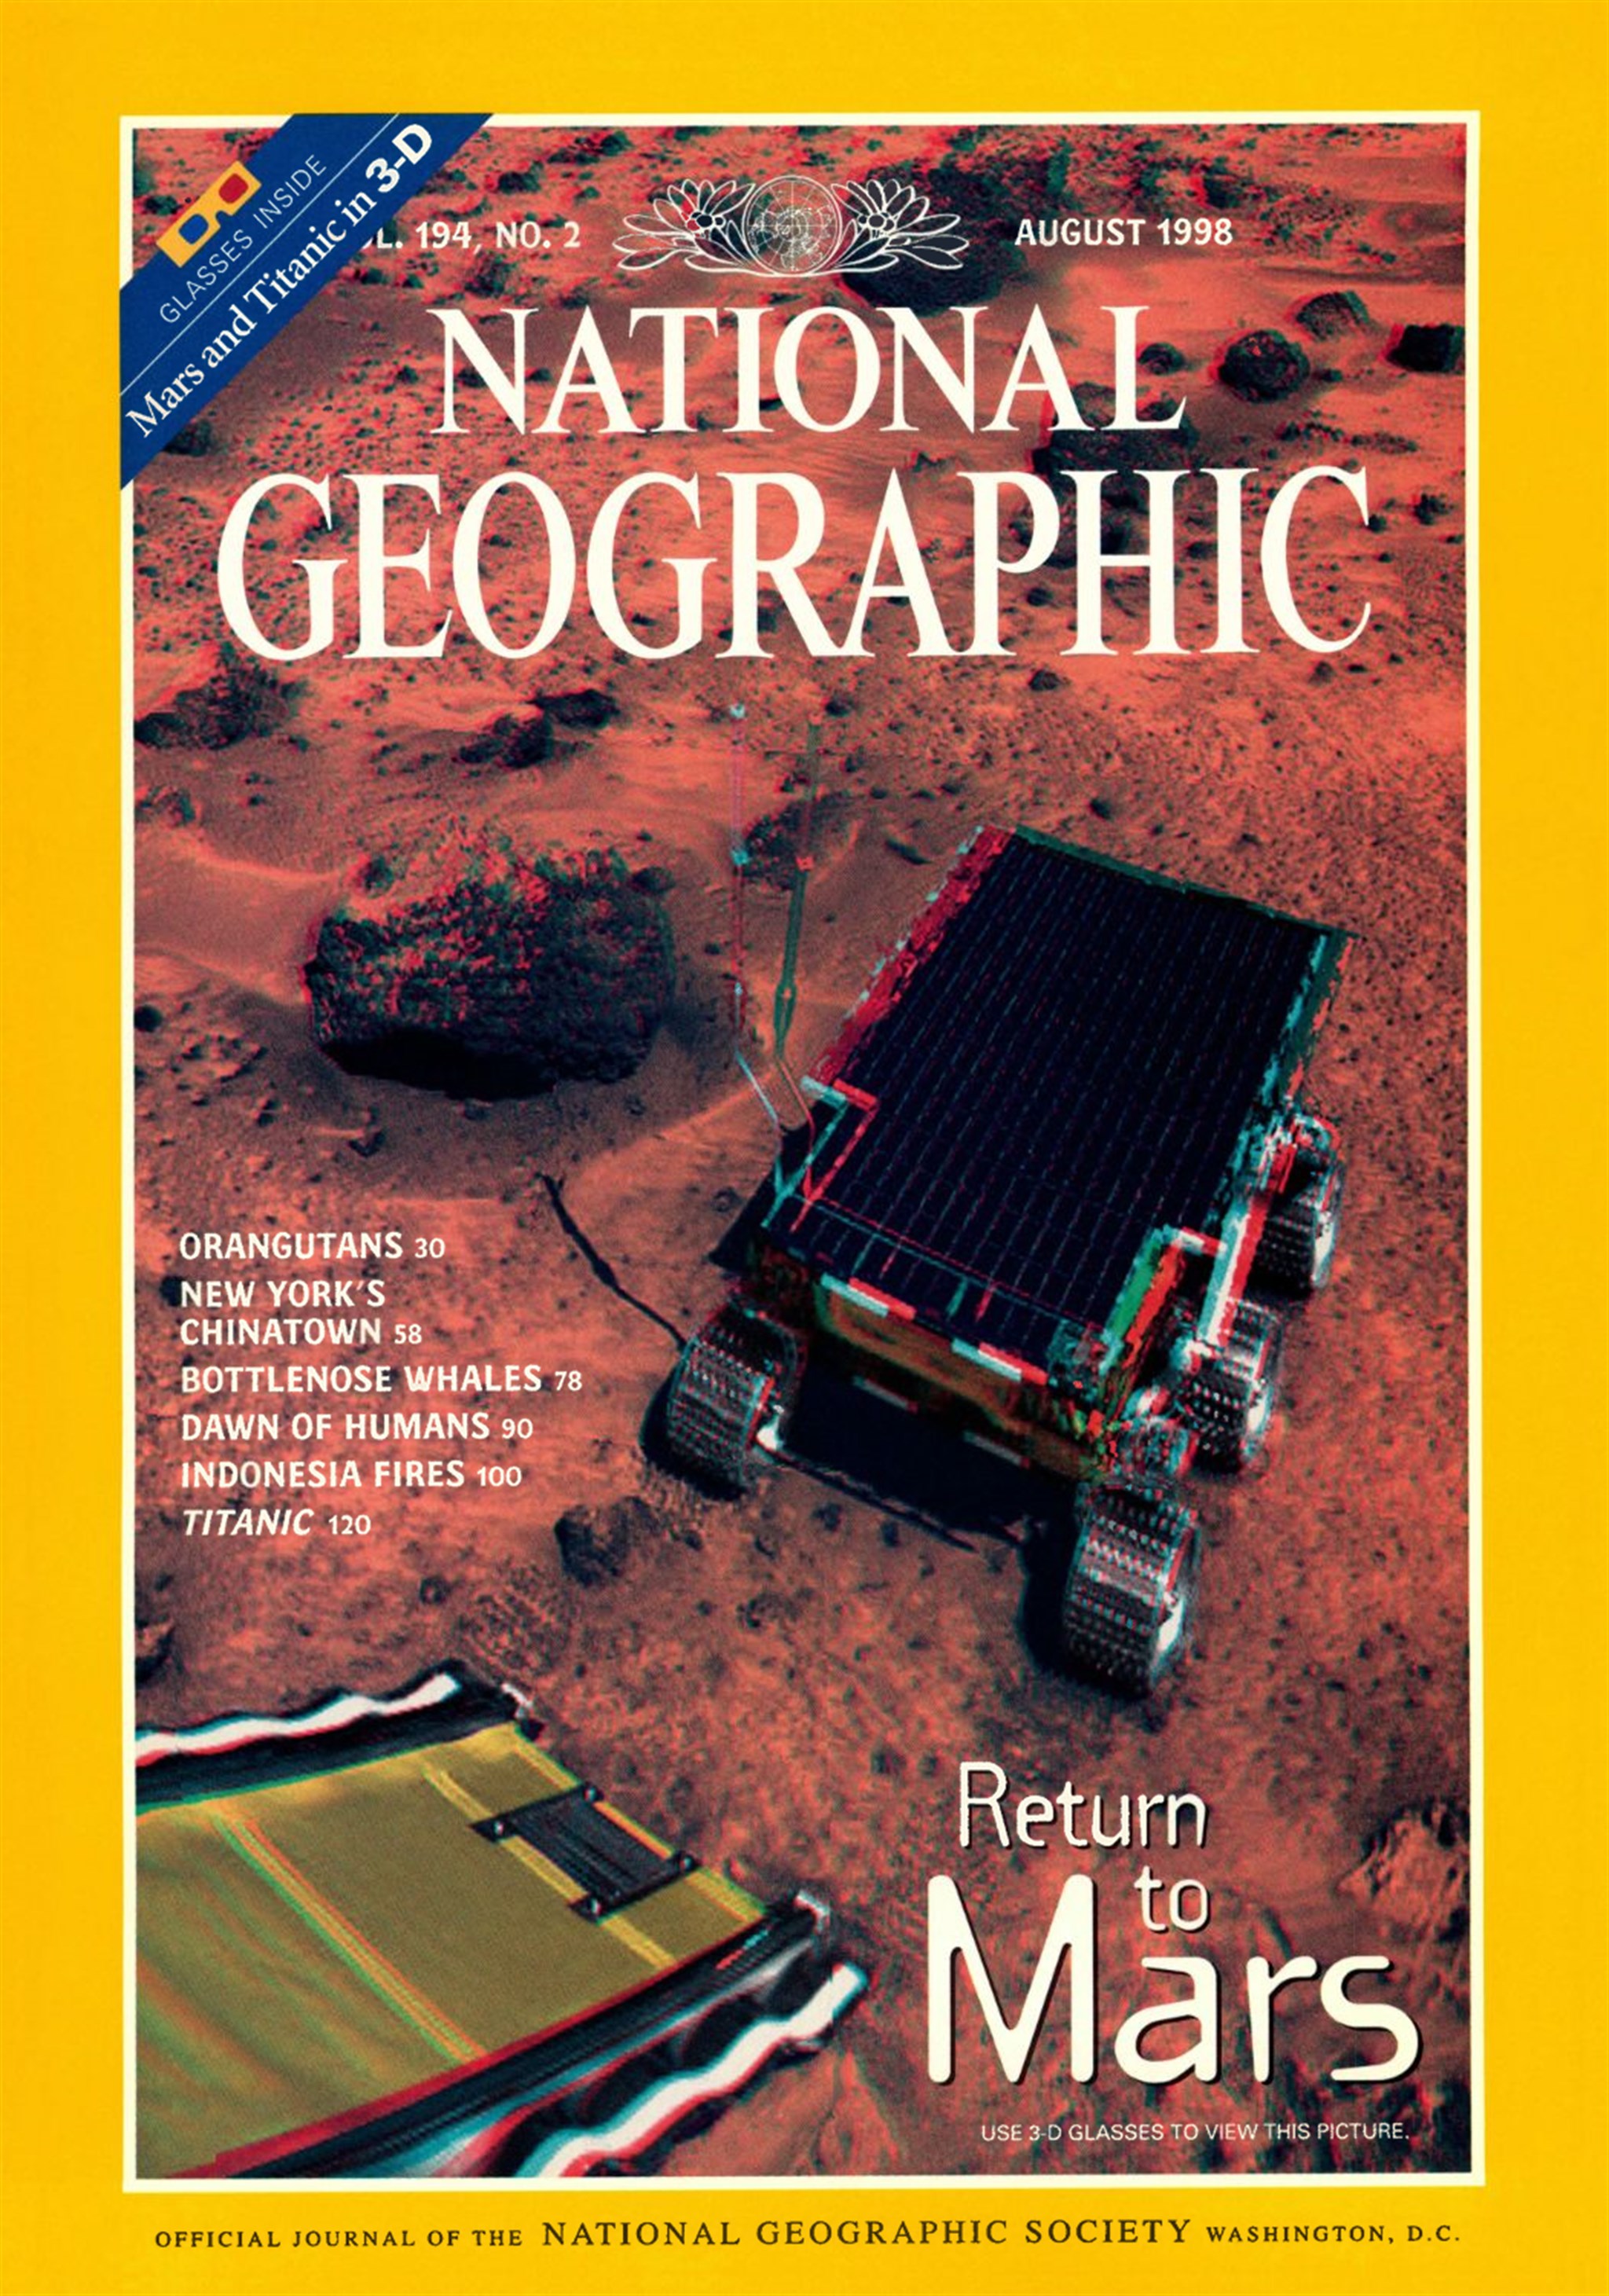 GLASSES INSIDE
Mars and Titanic in 3-D
L. 194, NO. 2
AUGUST 1998
NATIONAL
GEOGRAPHIC
ORANGUTANS 30
NEW YORK'S
CHINATOWN 58
BOTTLENOSE WHALES 78
DAWN OF HUMANS 90
INDONESIA FIRES 100
TITANIC 120
Return
to
Mars
USE 3-D GLASSES TO VIEW THIS PICTURE.
OFFICIAL JOURNAL OF THE NATIONAL GEOGRAPHIC SOCIETY WASHINGTON, D.C.